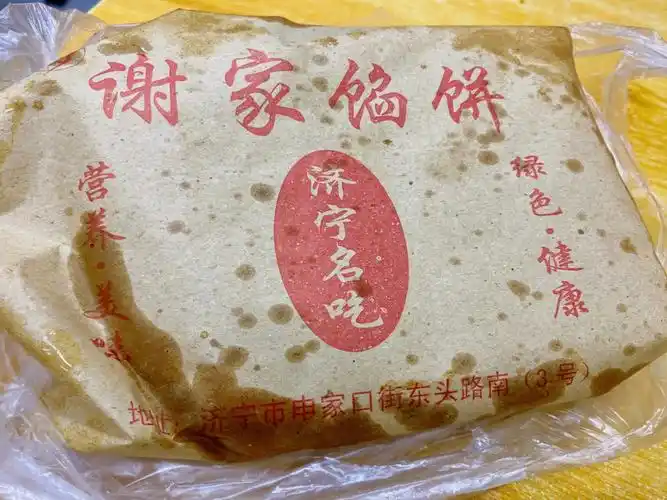 谢家馅饼
营养·美味
济宁名吃
绿色·健康
地址:济宁市申家口街东头路南(3号)